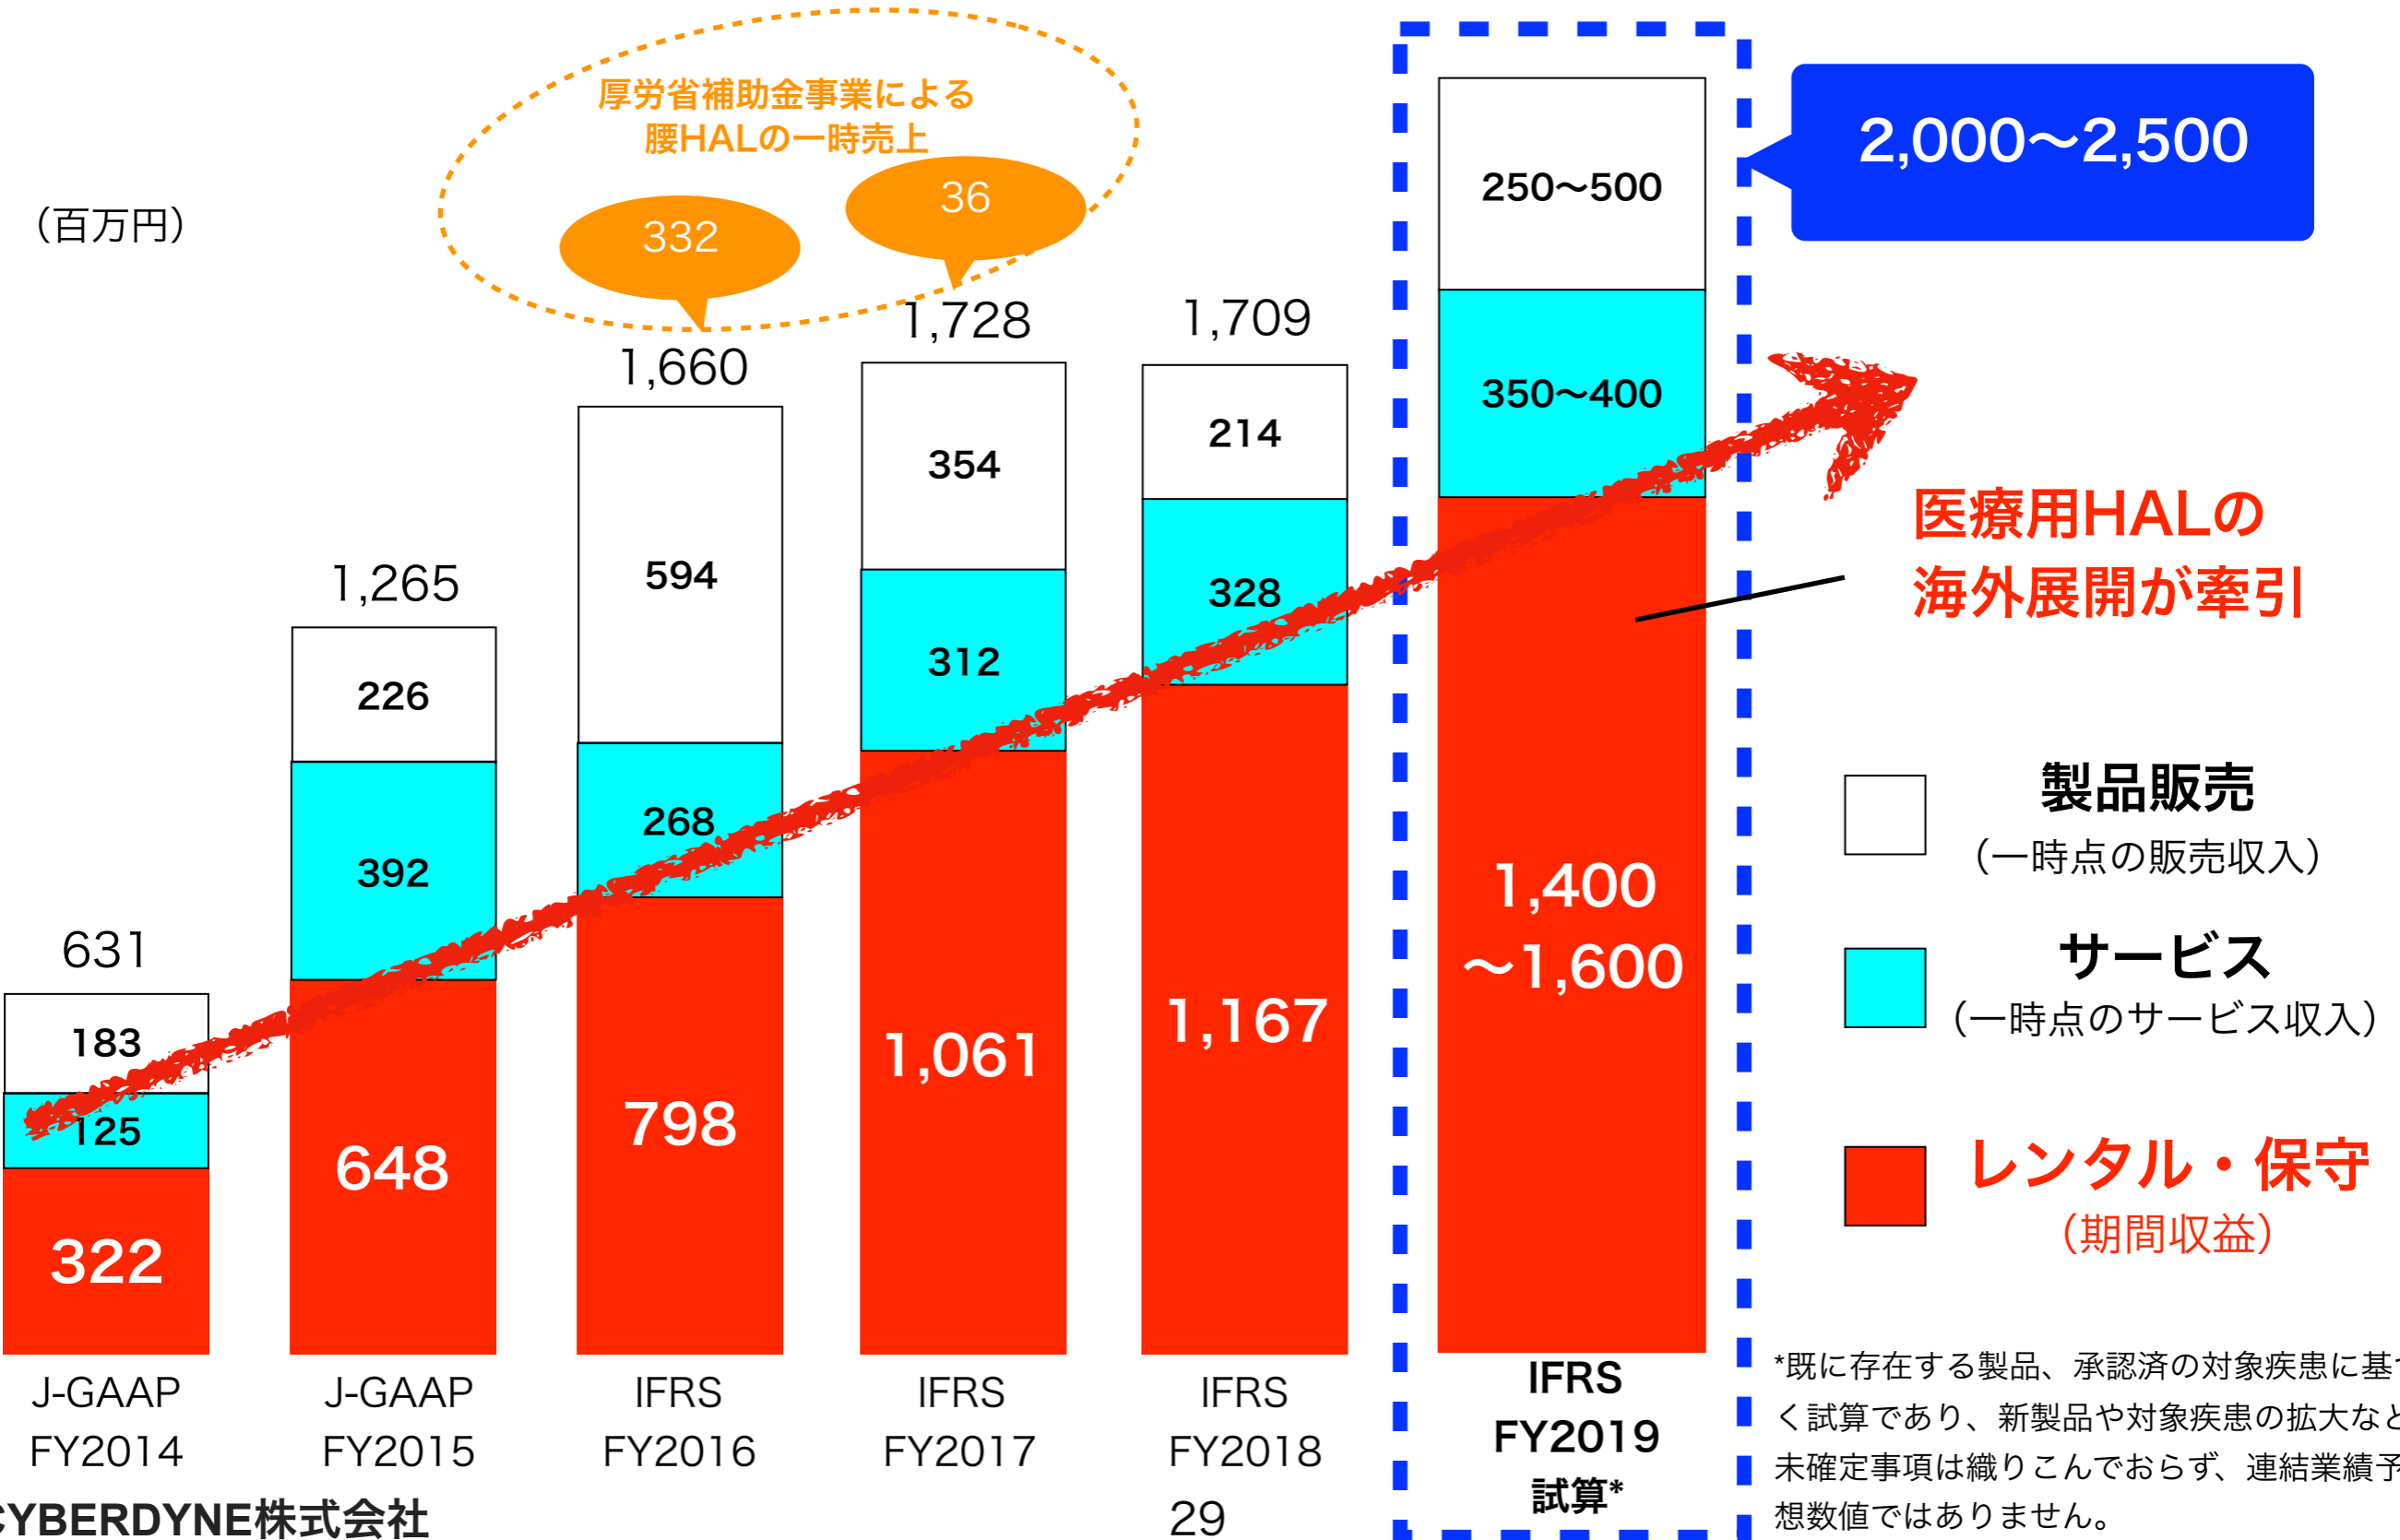 厚労省補助金事業による
腰HALの一時売上
332
36
2,000〜2,500
（百万円）
631
183
125
322
J-GAAP
FY2014
1,265
226
392
648
J-GAAP
FY2015
1,660
594
268
798
IFRS
FY2016
1,728
354
312
1,061
IFRS
FY2017
1,709
214
328
1,167
IFRS
FY2018
250〜500
350〜400
1,400
〜1,600
IFRS
FY2019
試算*
医療用HALの
海外展開が牽引
製品販売
（一時点の販売収入）
サービス
（一時点のサービス収入）
レンタル・保守
（期間収益）
*既に存在する製品、承認済の対象疾患に基づ
く試算であり、新製品や対象疾患の拡大など
未確定事項は織りこんでおらず、連結業績予
想数値ではありません。
CYBERDYNE株式会社
29